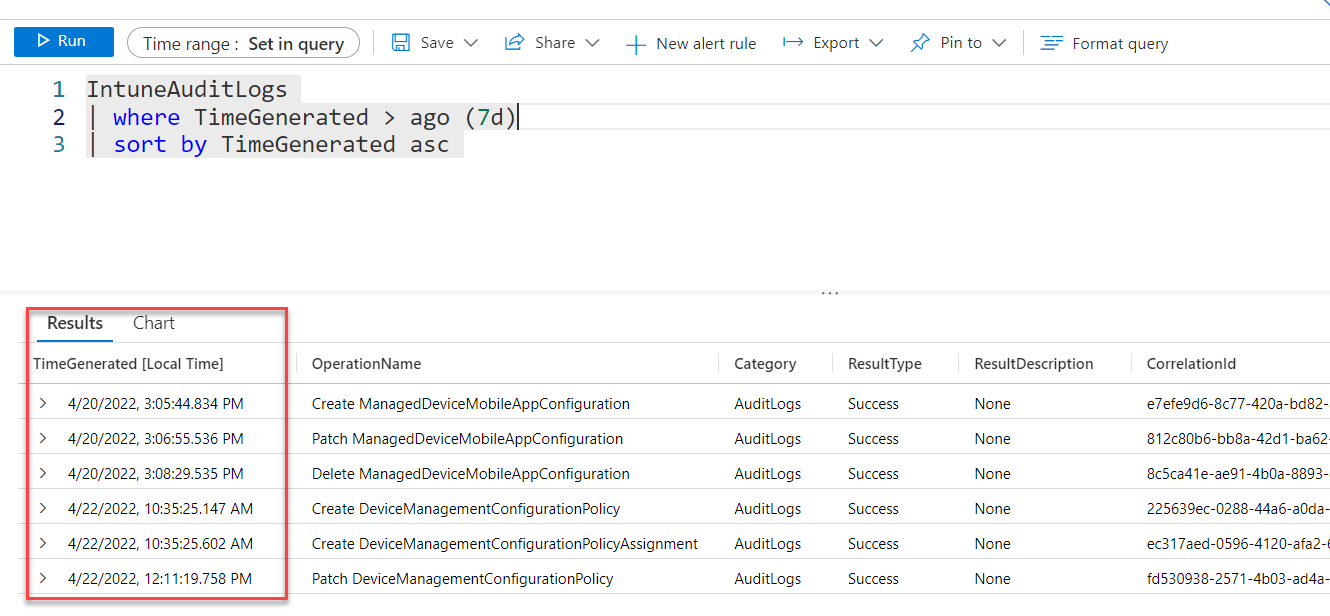 Run Time range : Set in query Save Share New alert rule Export Pin to Format query
1 IntuneAuditLogs
2 | where TimeGenerated > ago (7d)
3 | sort by TimeGenerated asc
...
Results Chart
TimeGenerated [Local Time] OperationName Category ResultType ResultDescription CorrelationId
4/20/2022, 3:05:44.834 PM Create ManagedDeviceMobileAppConfiguration AuditLogs Success None e7efe9d6-8c77-420a-bd82-
4/20/2022, 3:06:55.536 PM Patch ManagedDeviceMobileAppConfiguration AuditLogs Success None 812c80b6-bb8a-42d1-ba62-
4/20/2022, 3:08:29.535 PM Delete ManagedDeviceMobileAppConfiguration AuditLogs Success None 8c5ca41e-ae91-4b0a-8893-
4/22/2022, 10:35:25.147 AM Create DeviceManagementConfigurationPolicy AuditLogs Success None 225639ec-0288-44a6-a0da-
4/22/2022, 10:35:25.602 AM Create DeviceManagementConfigurationPolicyAssignment AuditLogs Success None ec317aed-0596-4120-afa2-
4/22/2022, 12:11:19.758 PM Patch DeviceManagementConfigurationPolicy AuditLogs Success None fd530938-2571-4b03-ad4a-